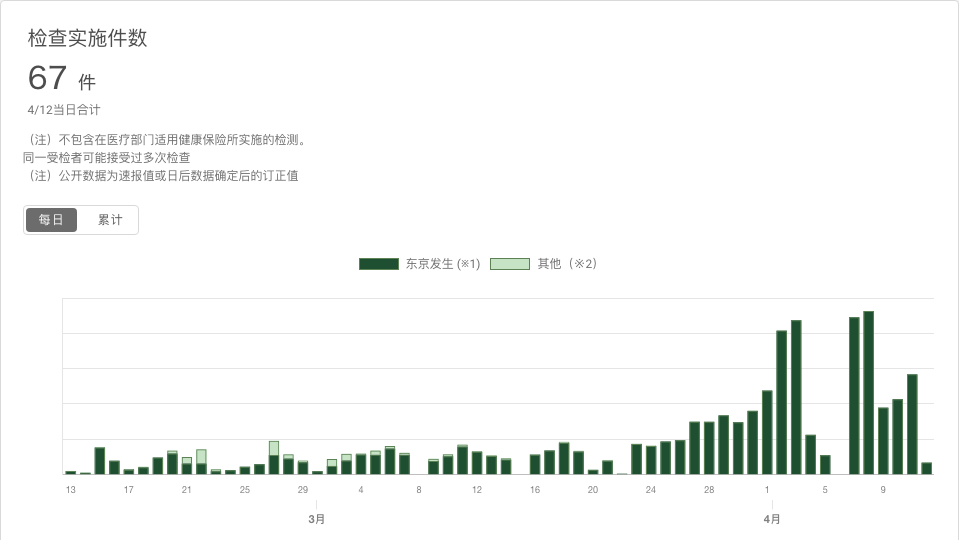 检查实施件数
67 件
4/12当日合计
（注）不包含在医疗部门适用健康保险所实施的检测。
同一受检者可能接受过多次检查
（注）公开数据为速报值或日后数据确定后的订正值
每日 累计
东京发生 (※1) 其他（※2）
13 17 21 25 29 4 8 12 16 20 24 28 1 5 9
3月 4月